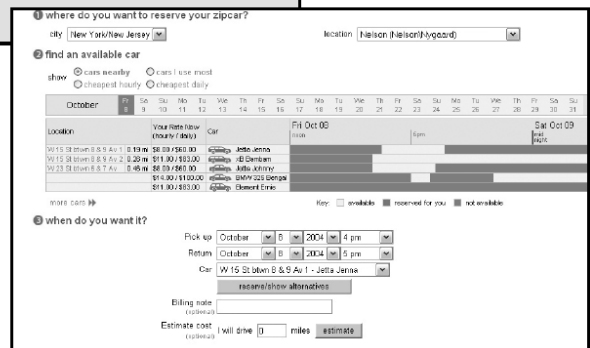 1 where do you want to reserve your zipcar?
city New York/New Jersey location Nelson (Nelson\Nygaard)
2 find an available car
show cars nearby cars I use most
cheapest hourly cheapest daily
October Fr Sa Su Mo Tu We Th Fr Sa Su Mo Tu We Th Fr Sa Su Mo Tu We Th Fr Sa Su
8 9 10 11 12 13 14 15 16 17 18 19 20 21 22 23 24 25 26 27 28 29 30 31
Location Your Rate Now (hourly / daily) Car Fri Oct 08 Sat Oct 09
noon 6pm mid night
W 15 St btwn 8 & 9 Av 1 0.19 mi $8.00/$60.00 Jetta Jenna
W 15 St btwn 8 & 9 Av 2 0.28 mi $11.00/$83.00 xB Bambam
W 23 St btwn 8 & 7 Av 0.46 mi $8.00/$60.00 Jetta Johnny
$14.00/$100.00 BMW 325 Bengal
$11.00/$83.00 Element Ernie
more cars Key: available reserved for you not available
3 when do you want it?
Pick up October 8 2004 4 pm
Return October 8 2004 5 pm
Car W 15 St btwn 8 & 9 Av 1 - Jetta Jenna
reserve/show alternatives
Billing note
(optional)
Estimate cost I will drive 0 miles estimate
(optional)